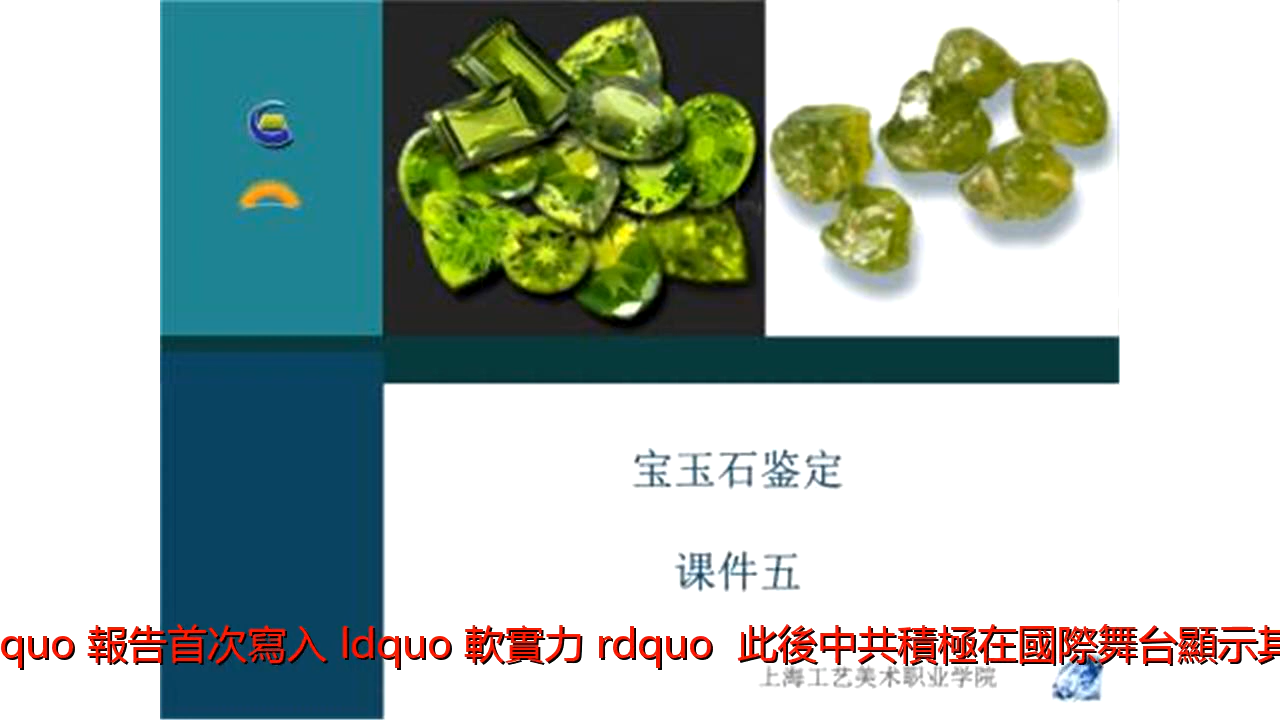 宝玉石鉴定
课件五
quo 報告首次寫入 ldquo 軟實力 rdquo 此後中共積極在國際舞台顯示其
上海工艺美术职业学院